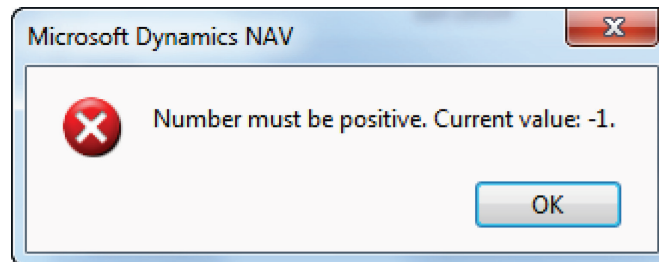 Microsoft Dynamics NAV
Number must be positive. Current value: -1.
OK